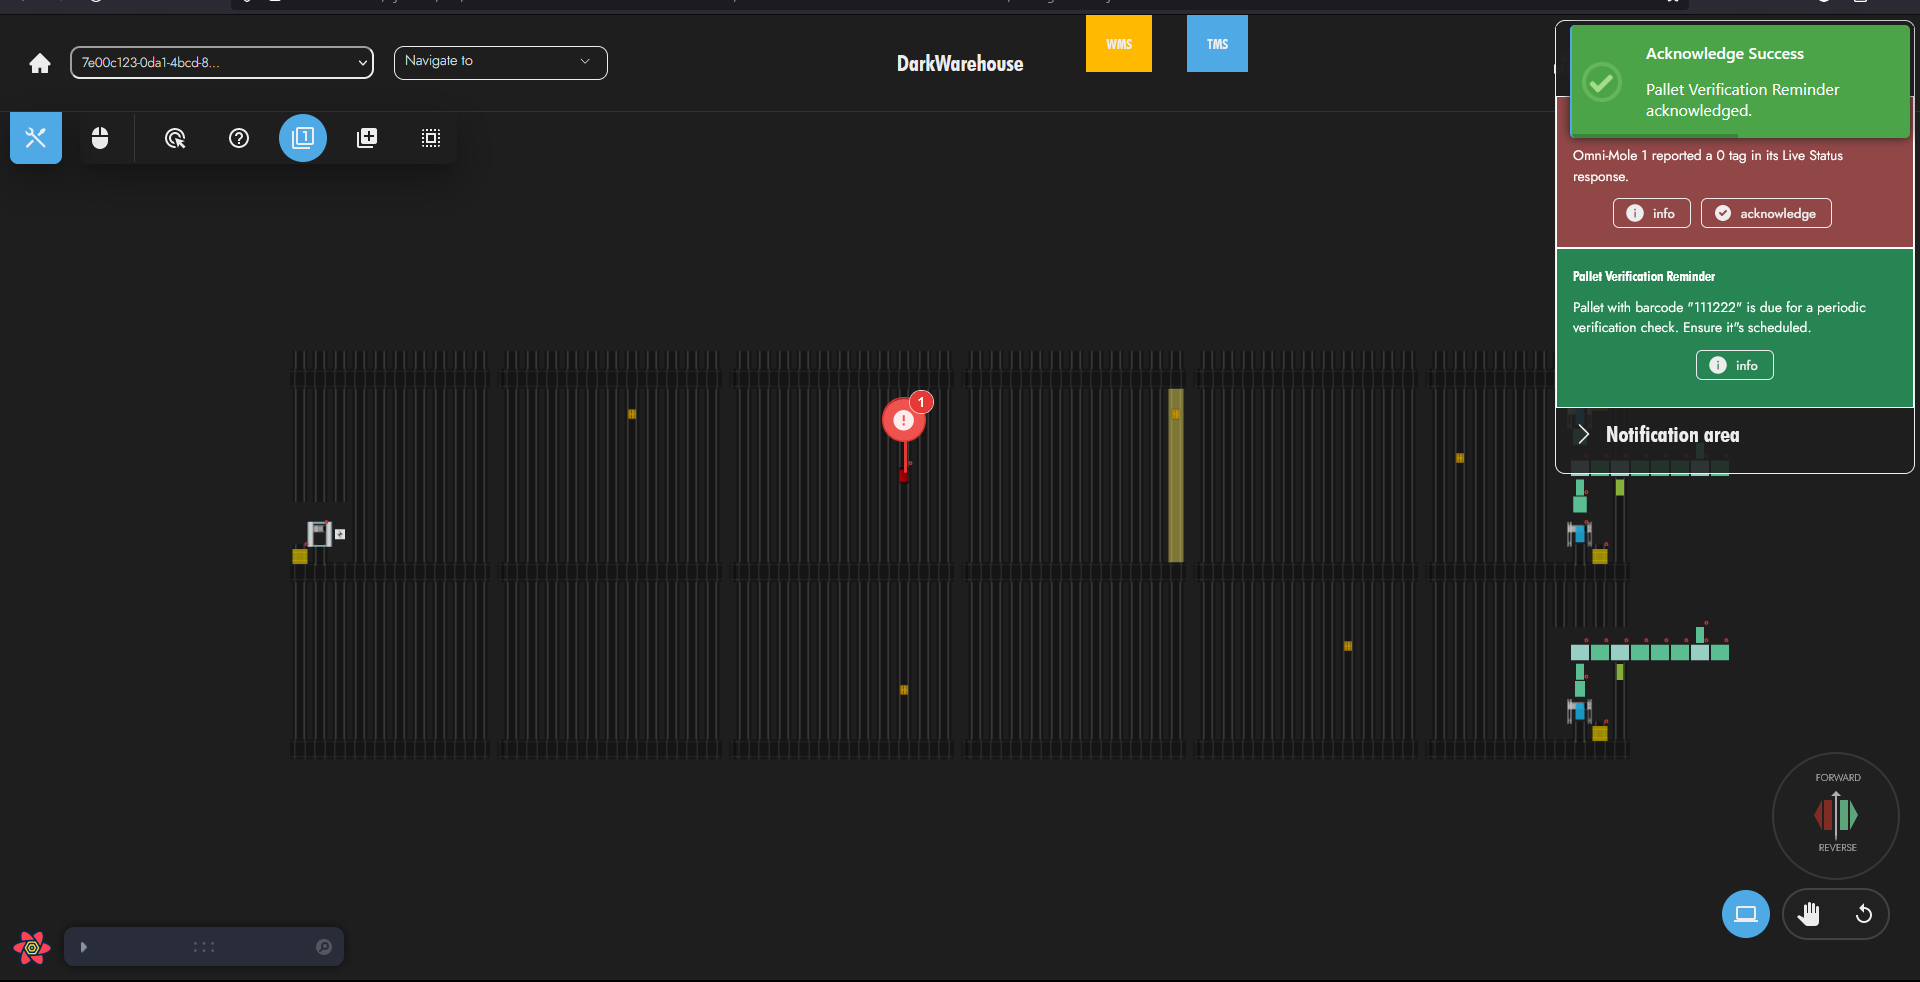 7e00c123-0da1-4bcd-8...
Navigate to
DarkWarehouse
WMS
TMS
Acknowledge Success
Pallet Verification Reminder
acknowledged.
Omni-Mole 1 reported a 0 tag in its Live Status
response.
info
acknowledge
Pallet Verification Reminder
Pallet with barcode "111222" is due for a periodic
verification check. Ensure it"s scheduled.
info
Notification area
1
1
FORWARD
REVERSE